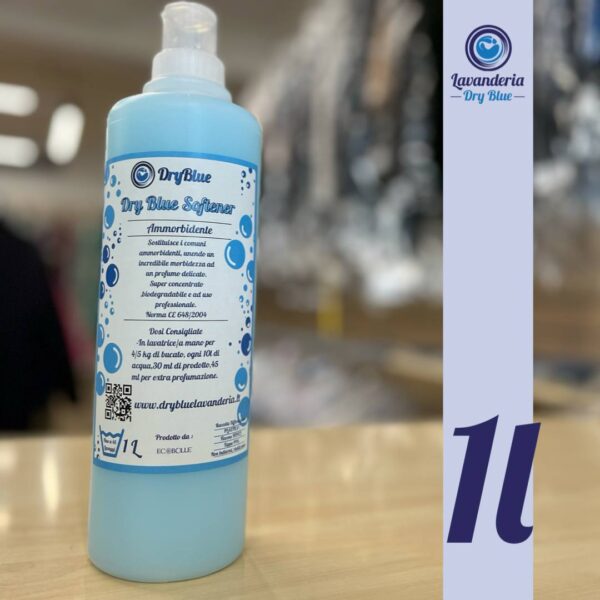 DryBlue
Dry Blue Softener
Ammorbidente
Sostituisce i comuni
ammorbidenti, unendo un
incredibile morbidezza ad
un profumo delicato.
Super concentrato
,biodegradabile e ad uso
professionale.
Norma CE 648/2004
Dosi Consigliate
-In lavatrice/a mano per
4/5 kg di bucato, ogni 10l di
acqua,30 ml di prodotto,45
ml per extra profumazione.
www.drybluelavanderia.it
1 L
Prodotto da :
ECOBOLLE
Lavanderia
Dry Blue
1l